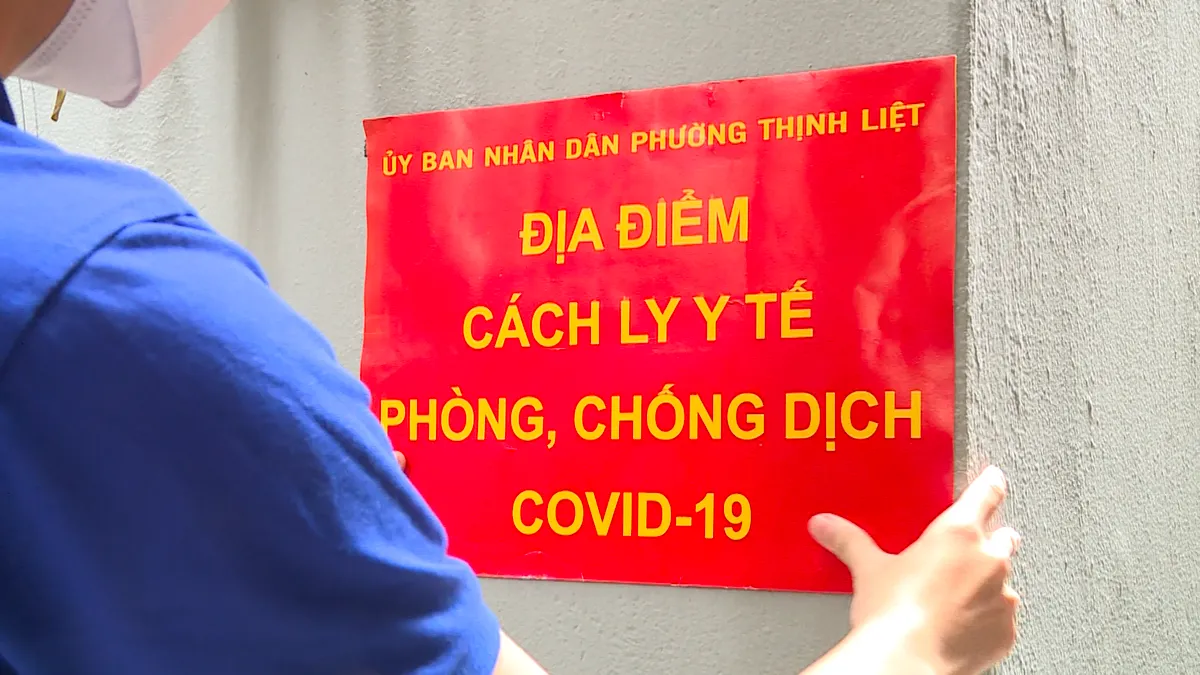 ỦY BAN NHÂN DÂN PHƯỜNG THỊNH LIỆT
ĐỊA ĐIỂM
CÁCH LY Y TẾ
PHÒNG, CHỐNG DỊCH
COVID-19